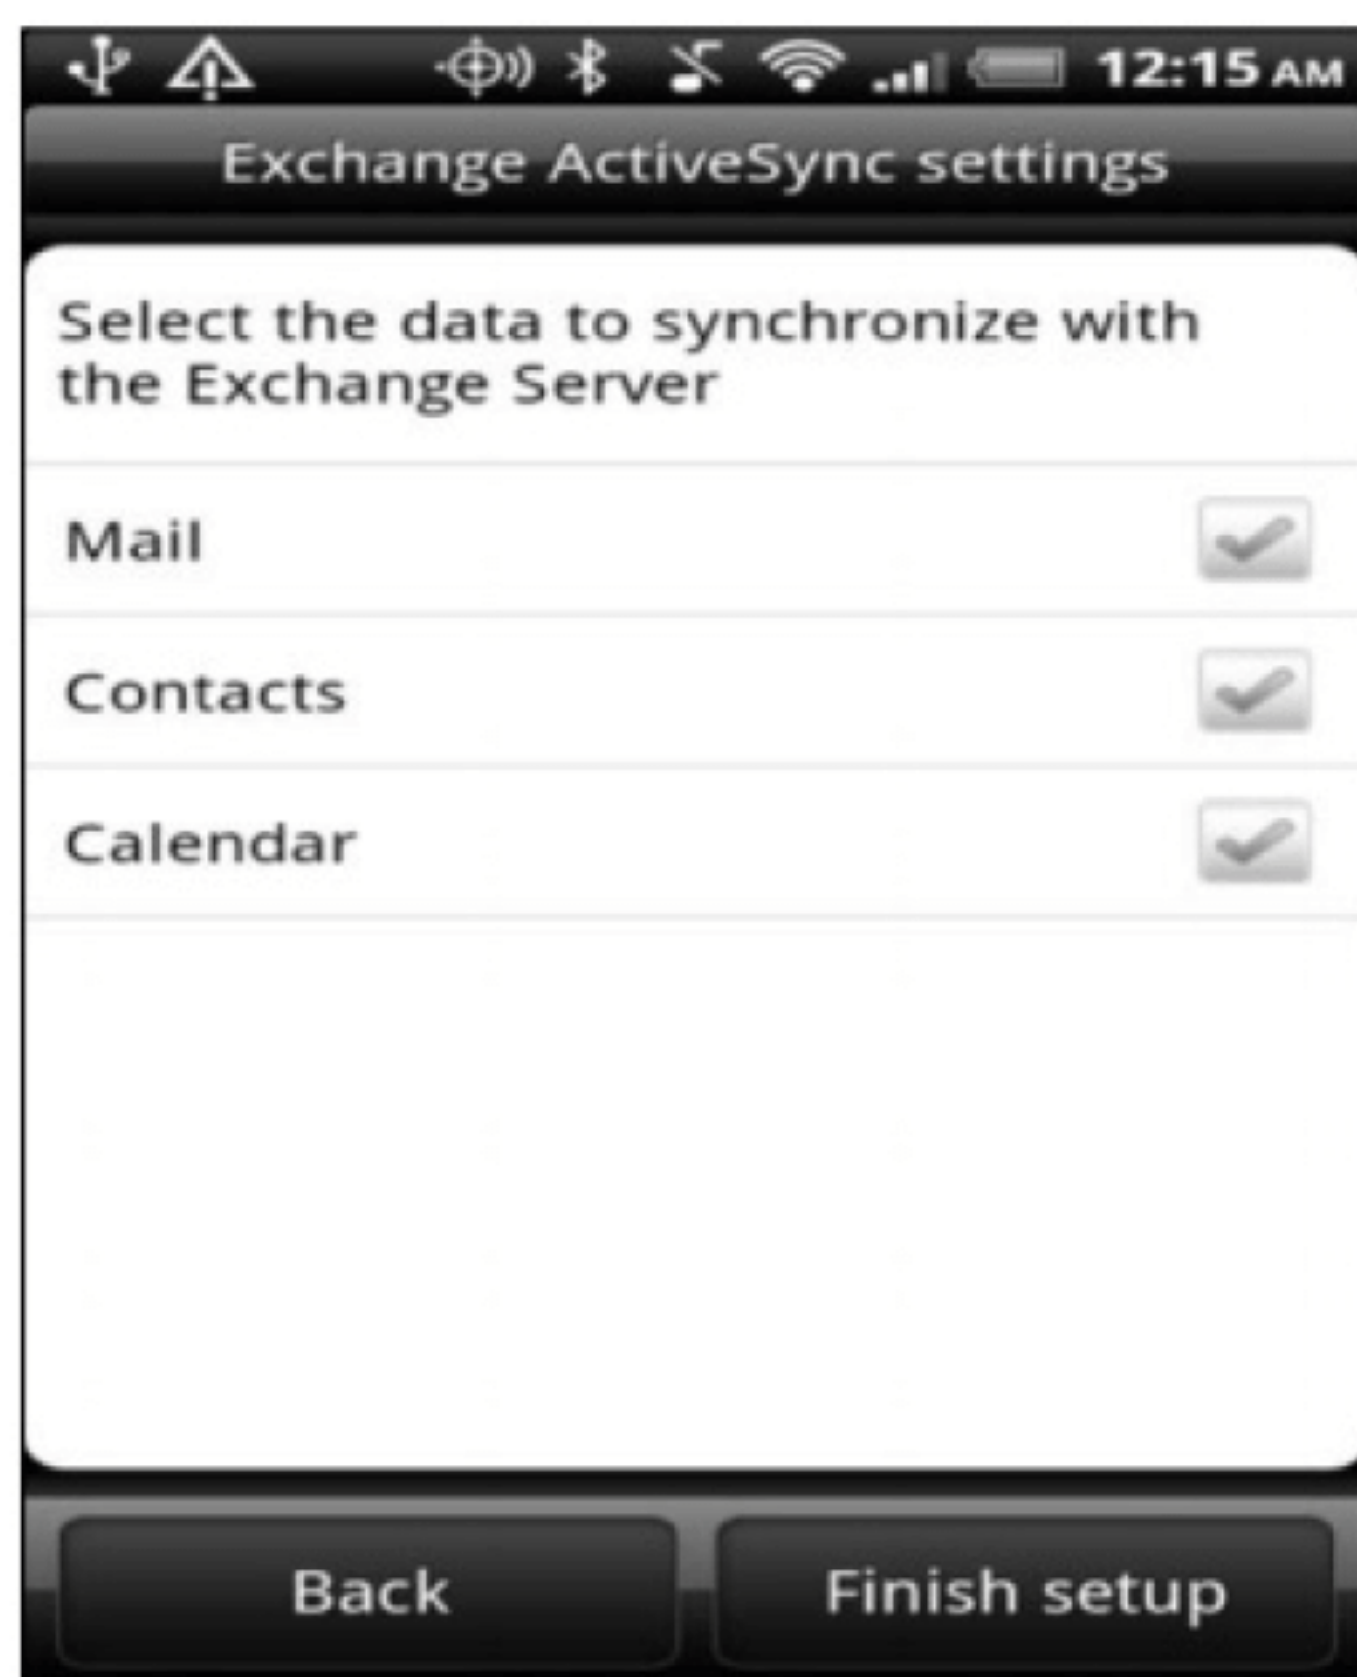 12:15 AM
Exchange ActiveSync settings
Select the data to synchronize with
the Exchange Server
Mail
Contacts
Calendar
Back
Finish setup